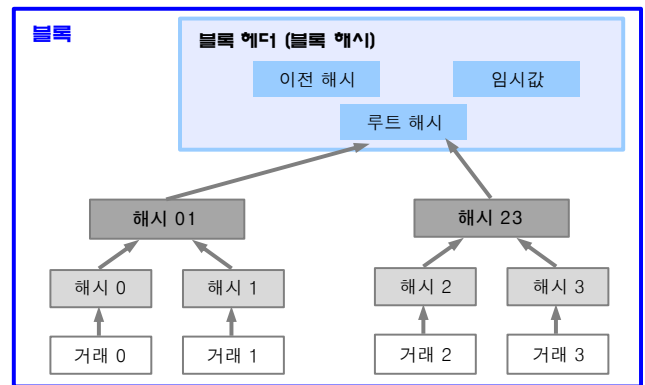 블록
블록 헤더 (블록 해시)
이전 해시
임시값
루트 해시
해시 01
해시 23
해시 0
해시 1
해시 2
해시 3
거래 0
거래 1
거래 2
거래 3